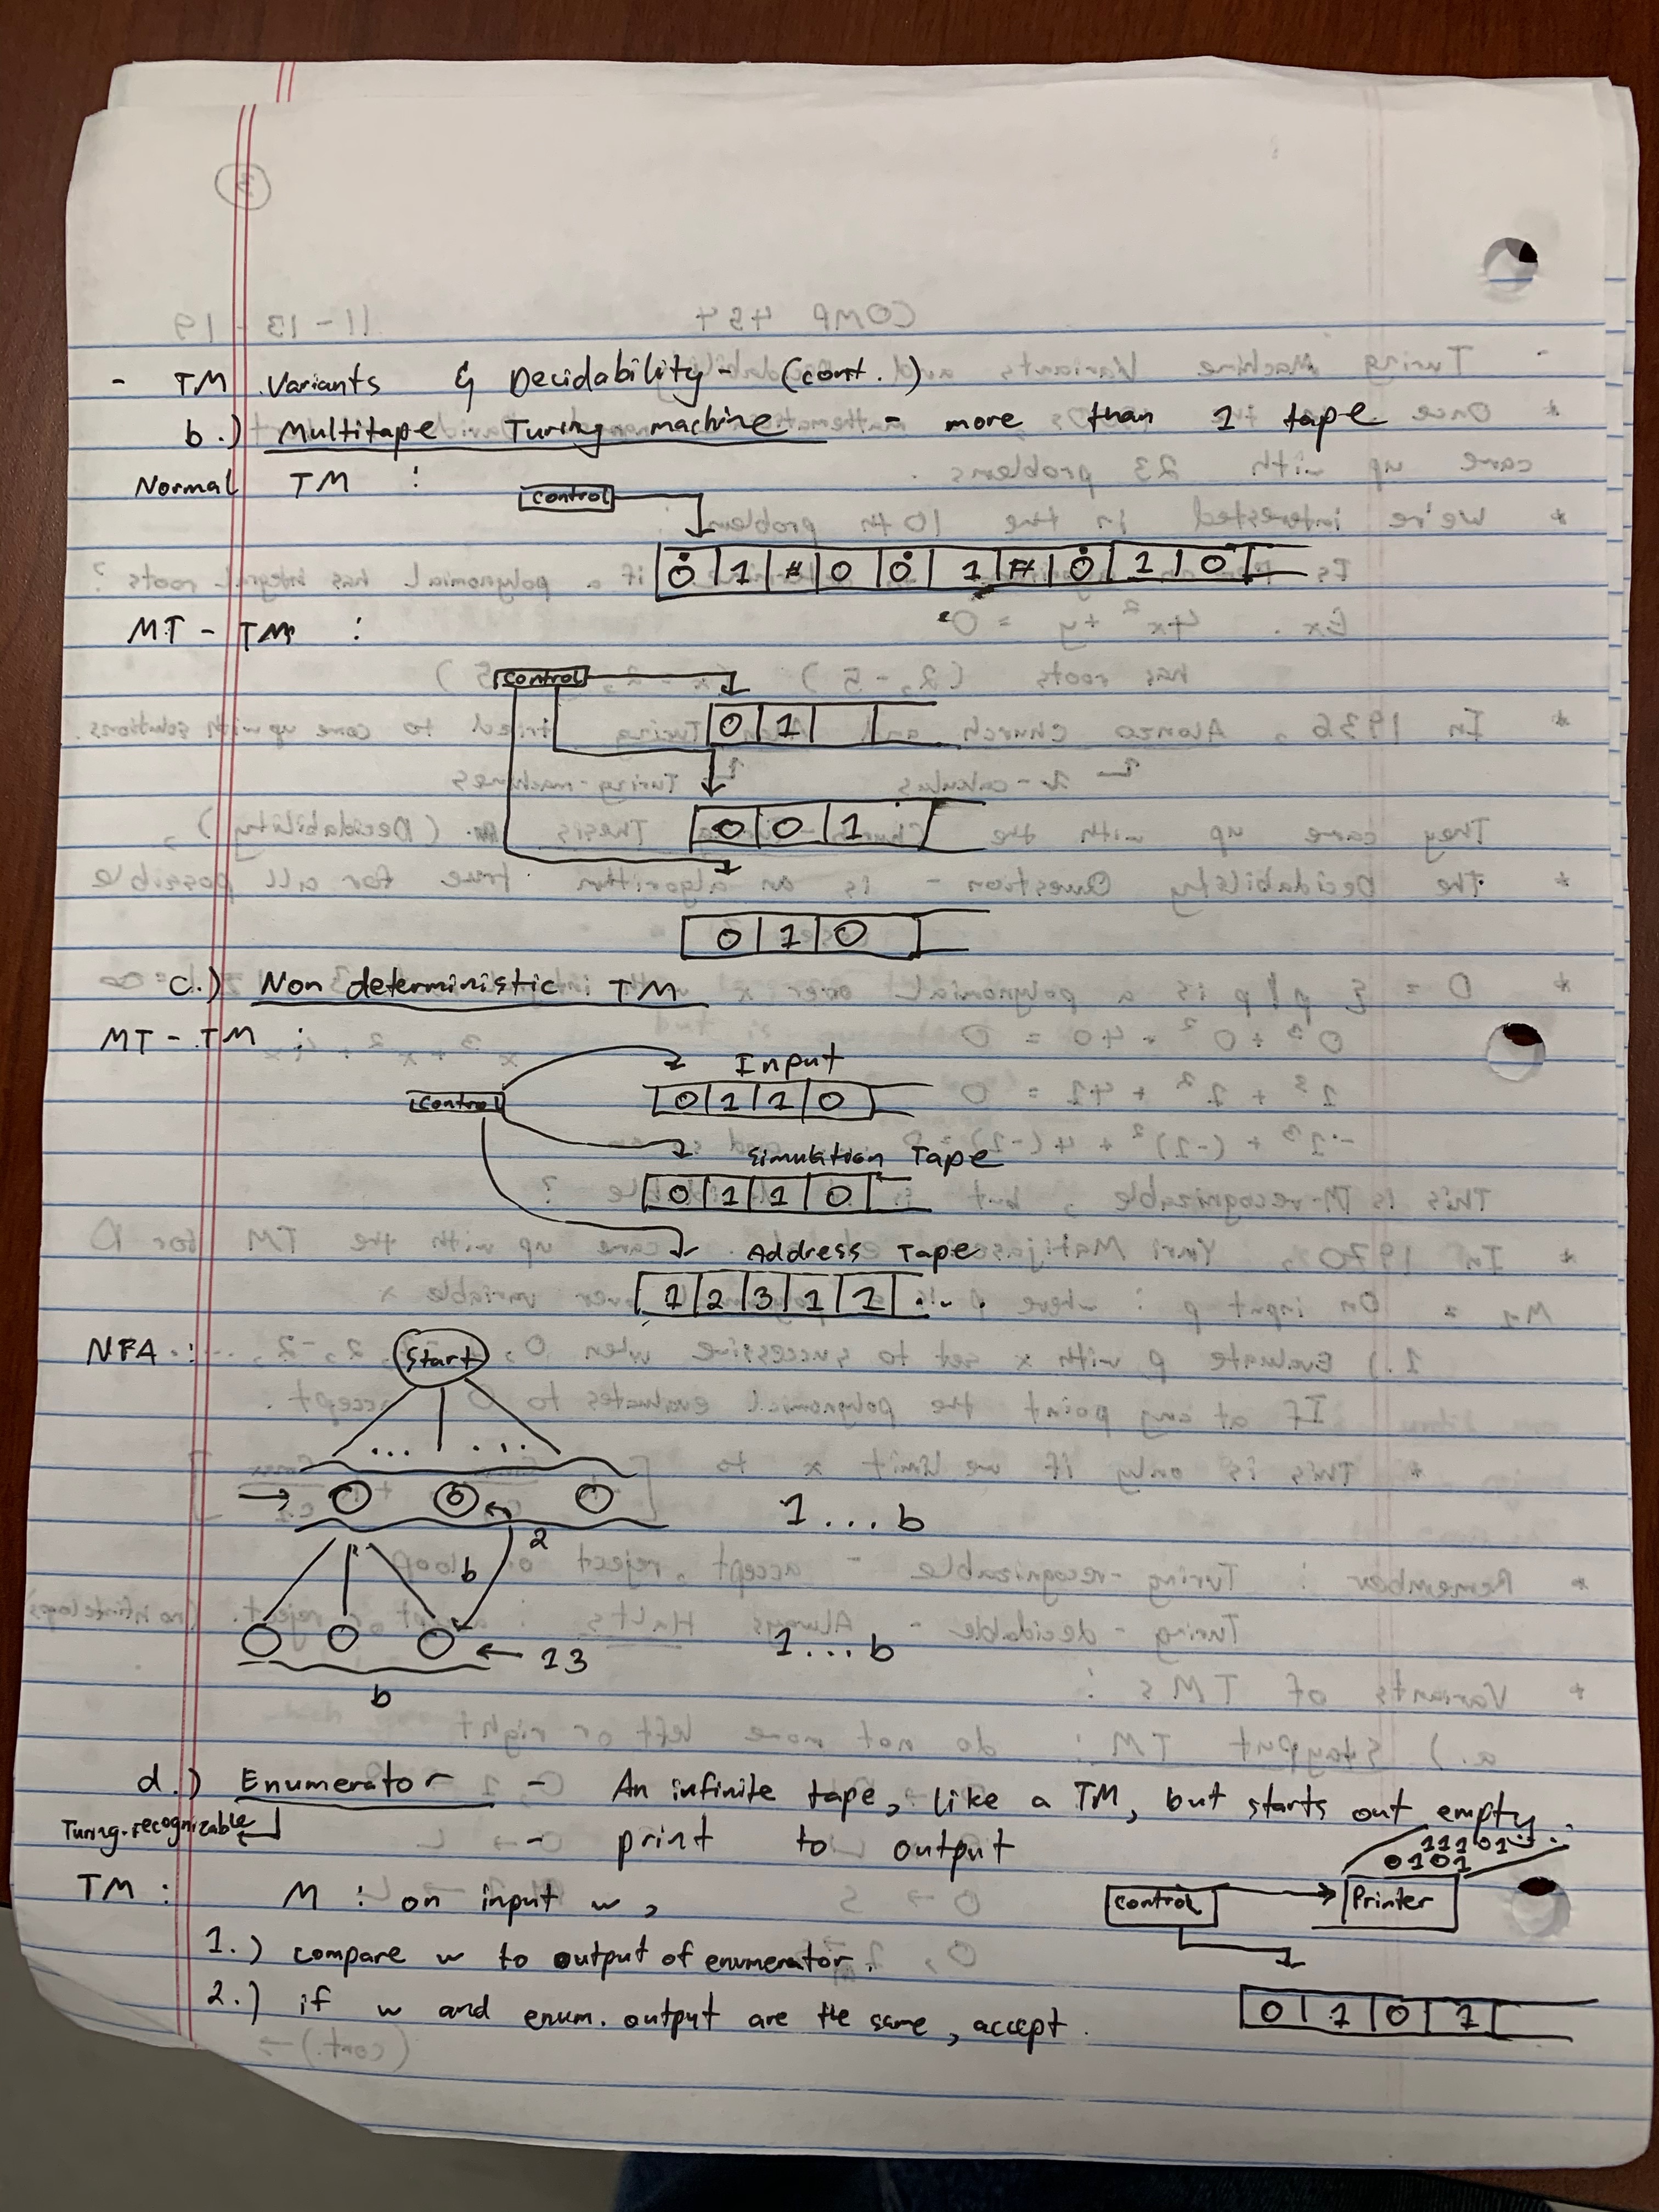 - TM Variants & Decidability - (cont.)
b.) Multitape Turing machine - more than 1 tape
Normal TM :
control
0 1 # 0 0 1 # 0 1 0
MT - TM :
control
0 1
0 0 1
0 1 0
c.) Non deterministic TM
MT - TM :
Input
control
0 1 1 0
Simulation Tape
0 1 1 0
Address Tape
1 2 3 1 1 ...
NFA :
Start
... ...
1...b
2
b
13
1...b
b
d.) Enumerator - An infinite tape, like a TM, but starts out empty.
Turing-recognizable
- print to output
11101...
0101
TM : M : on input w,
control
Printer
1.) compare w to output of enumerator.
2.) if w and enum. output are the same, accept.
0 1 0 1